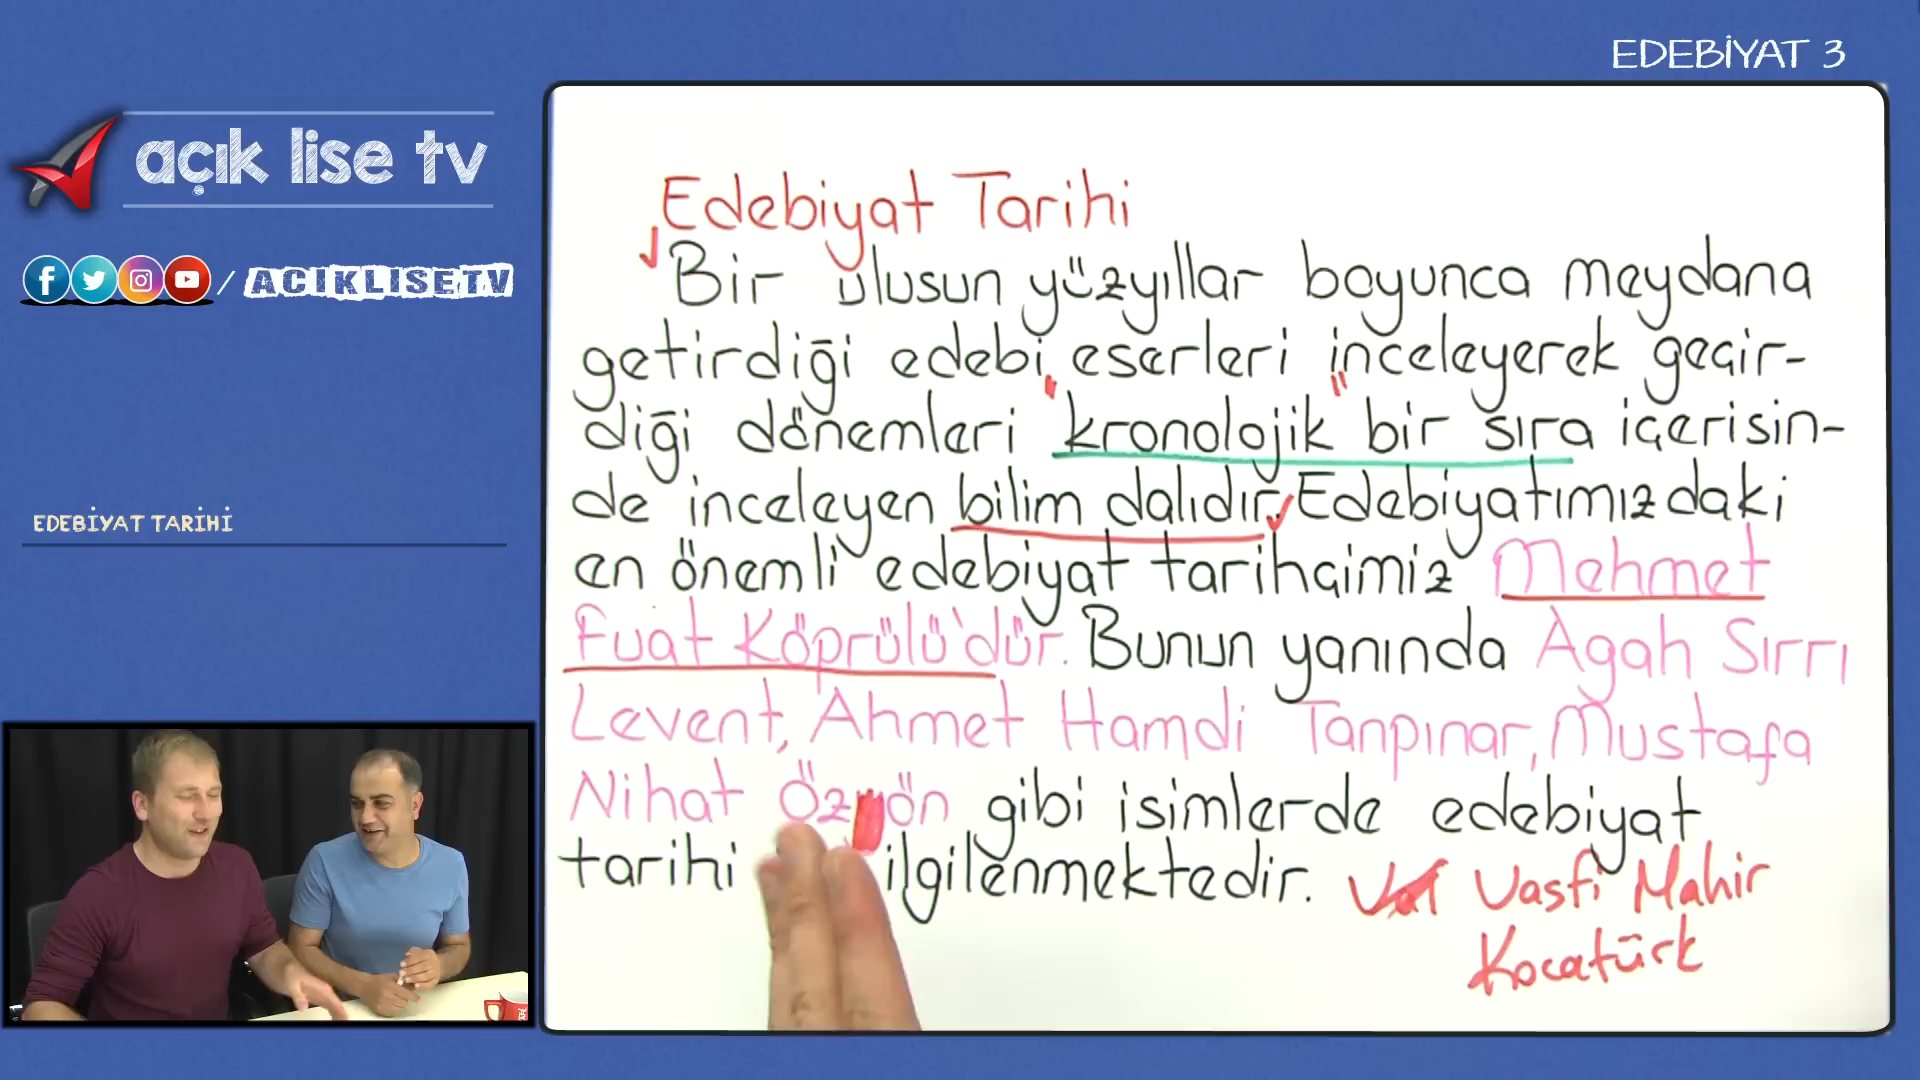 EDEBİYAT 3
açık lise tv
/ ACIKLISETV
EDEBİYAT TARİHİ
Edebiyat Tarihi
Bir ulusun yüzyıllar boyunca meydana
getirdiği edebi eserleri inceleyerek geçir-
diği dönemleri "kronolojik" bir sıra içerisin-
de inceleyen bilim dalıdır. Edebiyatımızdaki
en önemli edebiyat tarihçimiz Mehmet
Fuat Köprülü'dür. Bunun yanında Agah Sırrı
Levent, Ahmet Hamdi Tanpınar, Mustafa
Nihat gibi isimlerde edebiyat
tarihi ilgilenmektedir. Vasfi Mahir
Kocatürk